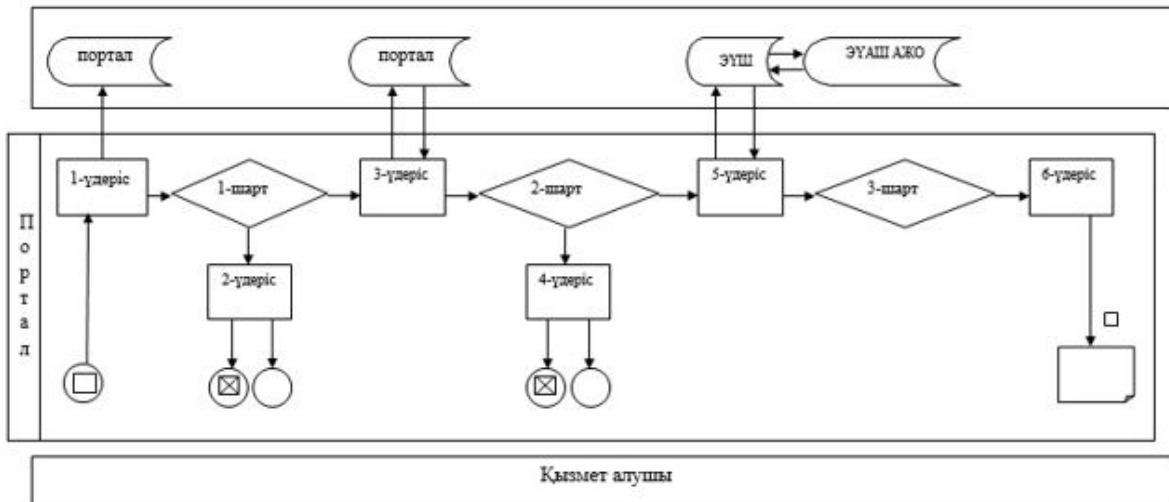 портал
портал
ЭҮШ
ЭҮАШ АЖО
1-үдеріс
1-шарт
3-үдеріс
2-шарт
5-үдеріс
3-шарт
6-үдеріс
2-үдеріс
4-үдеріс
Портал
Қызмет алушы